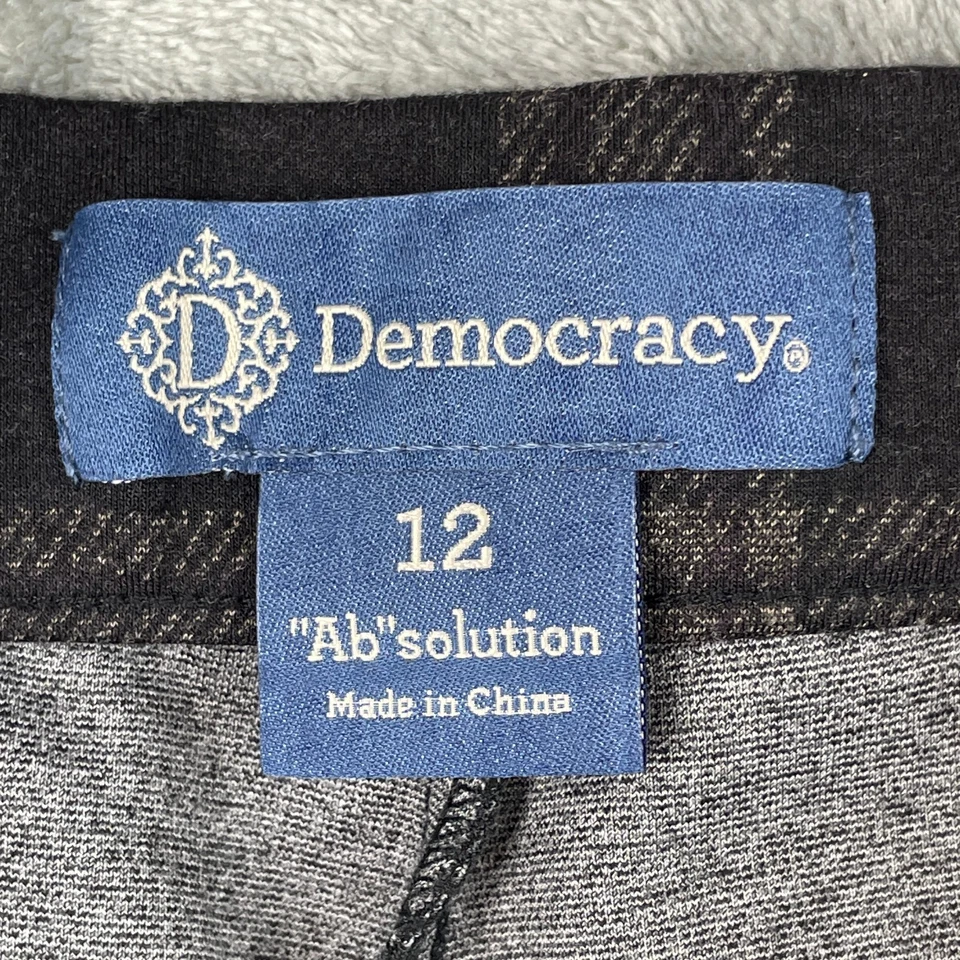 D Democracy®
12
"Ab"solution
Made in China